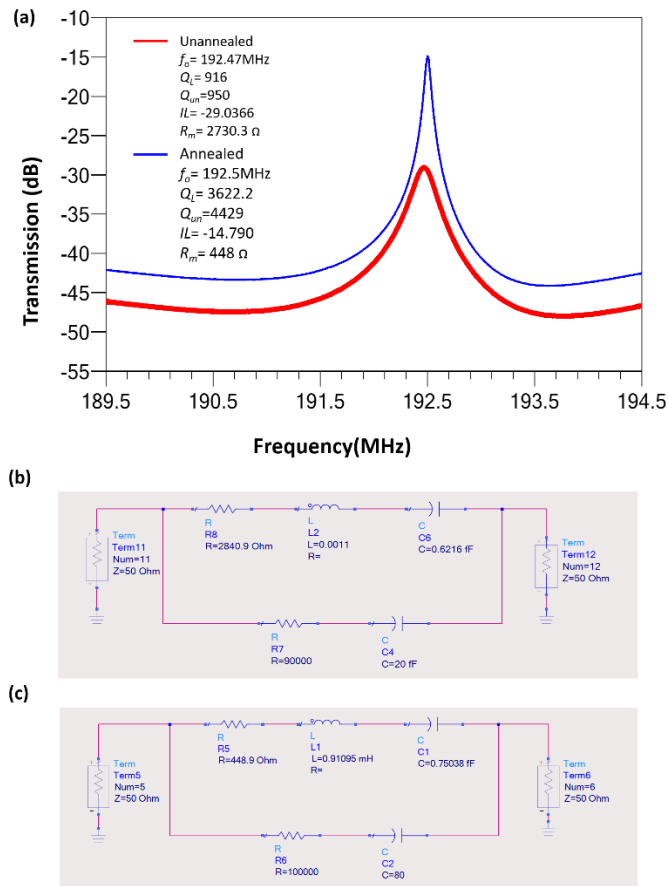 (a)
-10
-15
-20
-25
-30
-35
-40
-45
-50
-55
Transmission (dB)
Unannealed
fo= 192.47MHz
QL= 916
Qun=950
IL= -29.0366
Rm= 2730.3 Ω
Annealed
fo= 192.5MHz
QL= 3622.2
Qun=4429
IL= -14.790
Rm= 448 Ω
189.5 190.5 191.5 192.5 193.5 194.5
Frequency(MHz)
(b)
Term
Term11
Num=11
Z=50 Ohm
R
R8
R=2840.9 Ohm
L
L2
L=0.0011
R=
C
C6
C=0.6216 fF
Term
Term12
Num=12
Z=50 Ohm
R
R7
R=90000
C
C4
C=20 fF
(c)
Term
Term5
Num=5
Z=50 Ohm
R
R5
R=448.9 Ohm
L
L1
L=0.91095 mH
R=
C
C1
C=0.75038 fF
Term
Term6
Num=6
Z=50 Ohm
R
R6
R=100000
C
C2
C=80